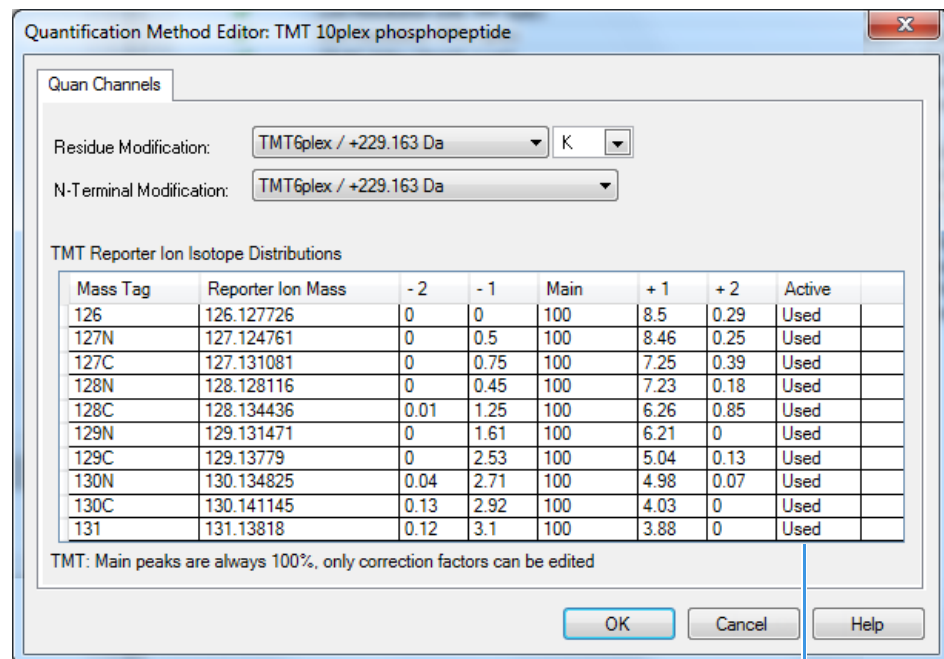 Quantification Method Editor: TMT 10plex phosphopeptide
x
Quan Channels
Residue Modification: TMT6plex / +229.163 Da K
N-Terminal Modification: TMT6plex / +229.163 Da
TMT Reporter Ion Isotope Distributions
Mass Tag Reporter Ion Mass - 2 - 1 Main + 1 + 2 Active
126 126.127726 0 0 100 8.5 0.29 Used
127N 127.124761 0 0.5 100 8.46 0.25 Used
127C 127.131081 0 0.75 100 7.25 0.39 Used
128N 128.128116 0 0.45 100 7.23 0.18 Used
128C 128.134436 0.01 1.25 100 6.26 0.85 Used
129N 129.131471 0 1.61 100 6.21 0 Used
129C 129.13779 0 2.53 100 5.04 0.13 Used
130N 130.134825 0.04 2.71 100 4.98 0.07 Used
130C 130.141145 0.13 2.92 100 4.03 0 Used
131 131.13818 0.12 3.1 100 3.88 0 Used
TMT: Main peaks are always 100%, only correction factors can be edited
OK Cancel Help